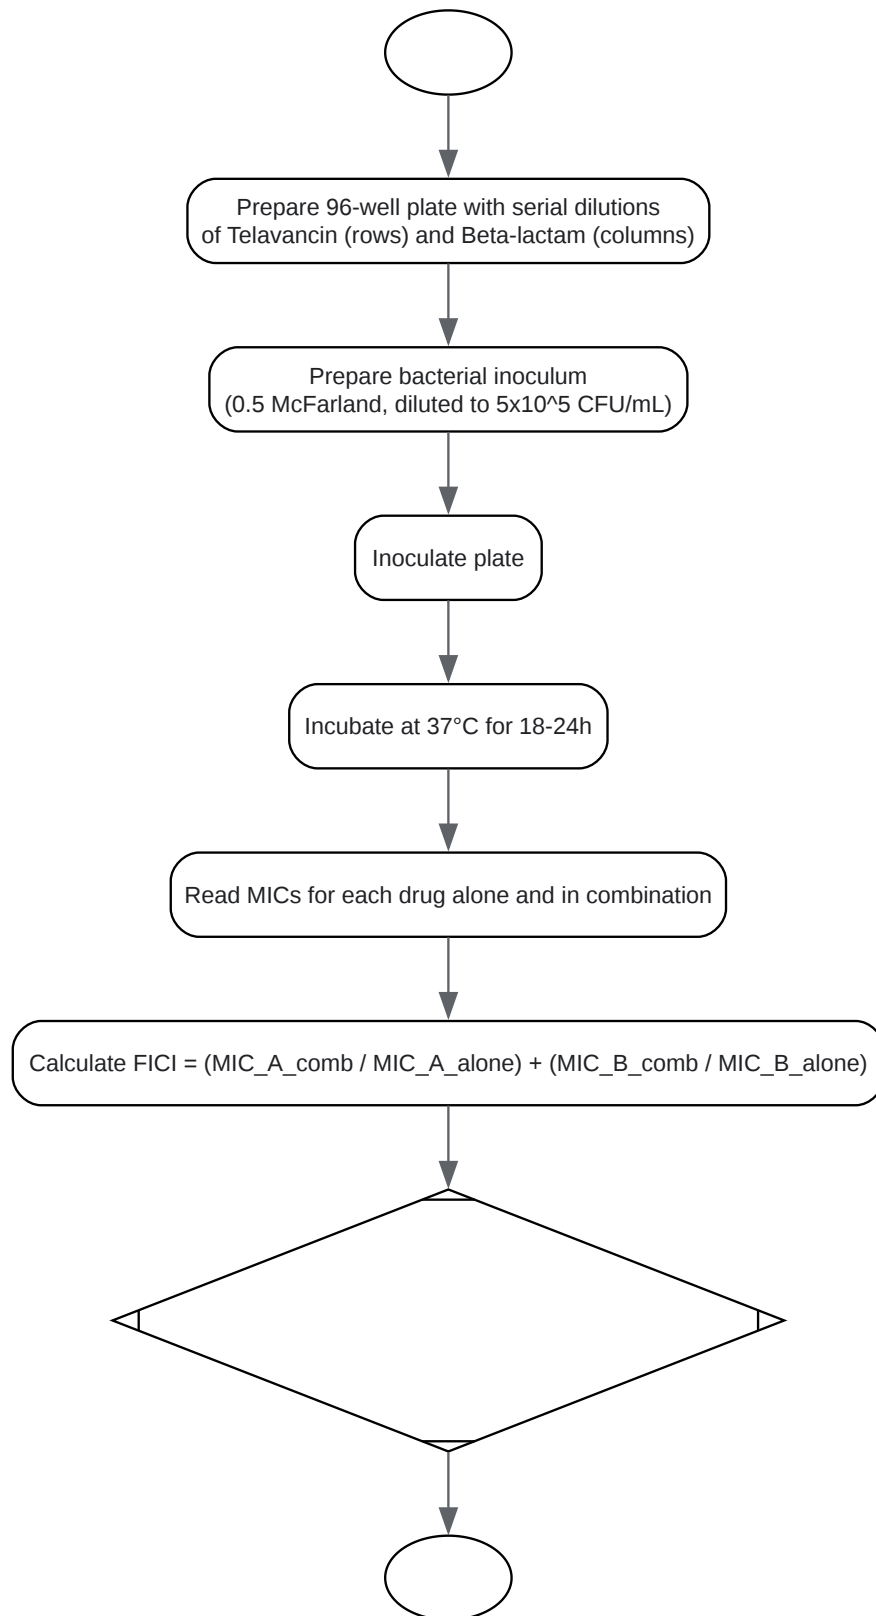 Prepare 96-well plate with serial dilutions
of Telavancin (rows) and Beta-lactam (columns)
Prepare bacterial inoculum
(0.5 McFarland, diluted to 5x10^5 CFU/mL)
Inoculate plate
Incubate at 37°C for 18-24h
Read MICs for each drug alone and in combination
Calculate FICI = (MIC_A_comb / MIC_A_alone) + (MIC_B_comb / MIC_B_alone)